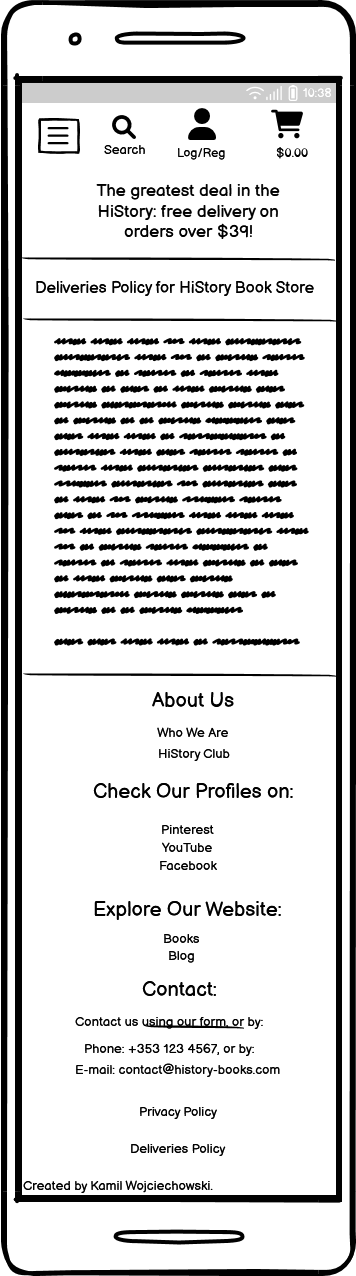 10:38
Search
Log/Reg
$0.00
The greatest deal in the
HiStory: free delivery on
orders over $39!
Deliveries Policy for HiStory Book Store
About Us
Who We Are
HiStory Club
Check Our Profiles on:
Pinterest
YouTube
Facebook
Explore Our Website:
Books
Blog
Contact:
Contact us using our form, or by:
Phone: +353 123 4567, or by:
E-mail: contact@history-books.com
Privacy Policy
Deliveries Policy
Created by Kamil Wojciechowski.